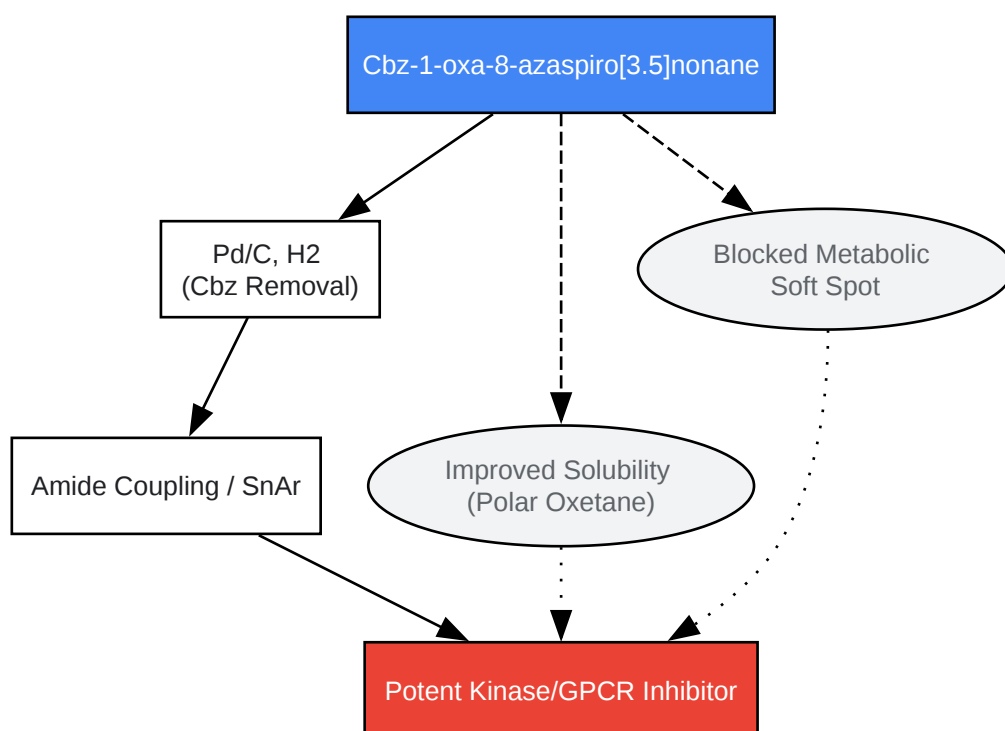 Cbz-1-oxa-8-azaspiro[3.5]nonane
Pd/C, H2
(Cbz Removal)
Blocked Metabolic
Soft Spot
Amide Coupling / SnAr
Improved Solubility
(Polar Oxetane)
Potent Kinase/GPCR Inhibitor